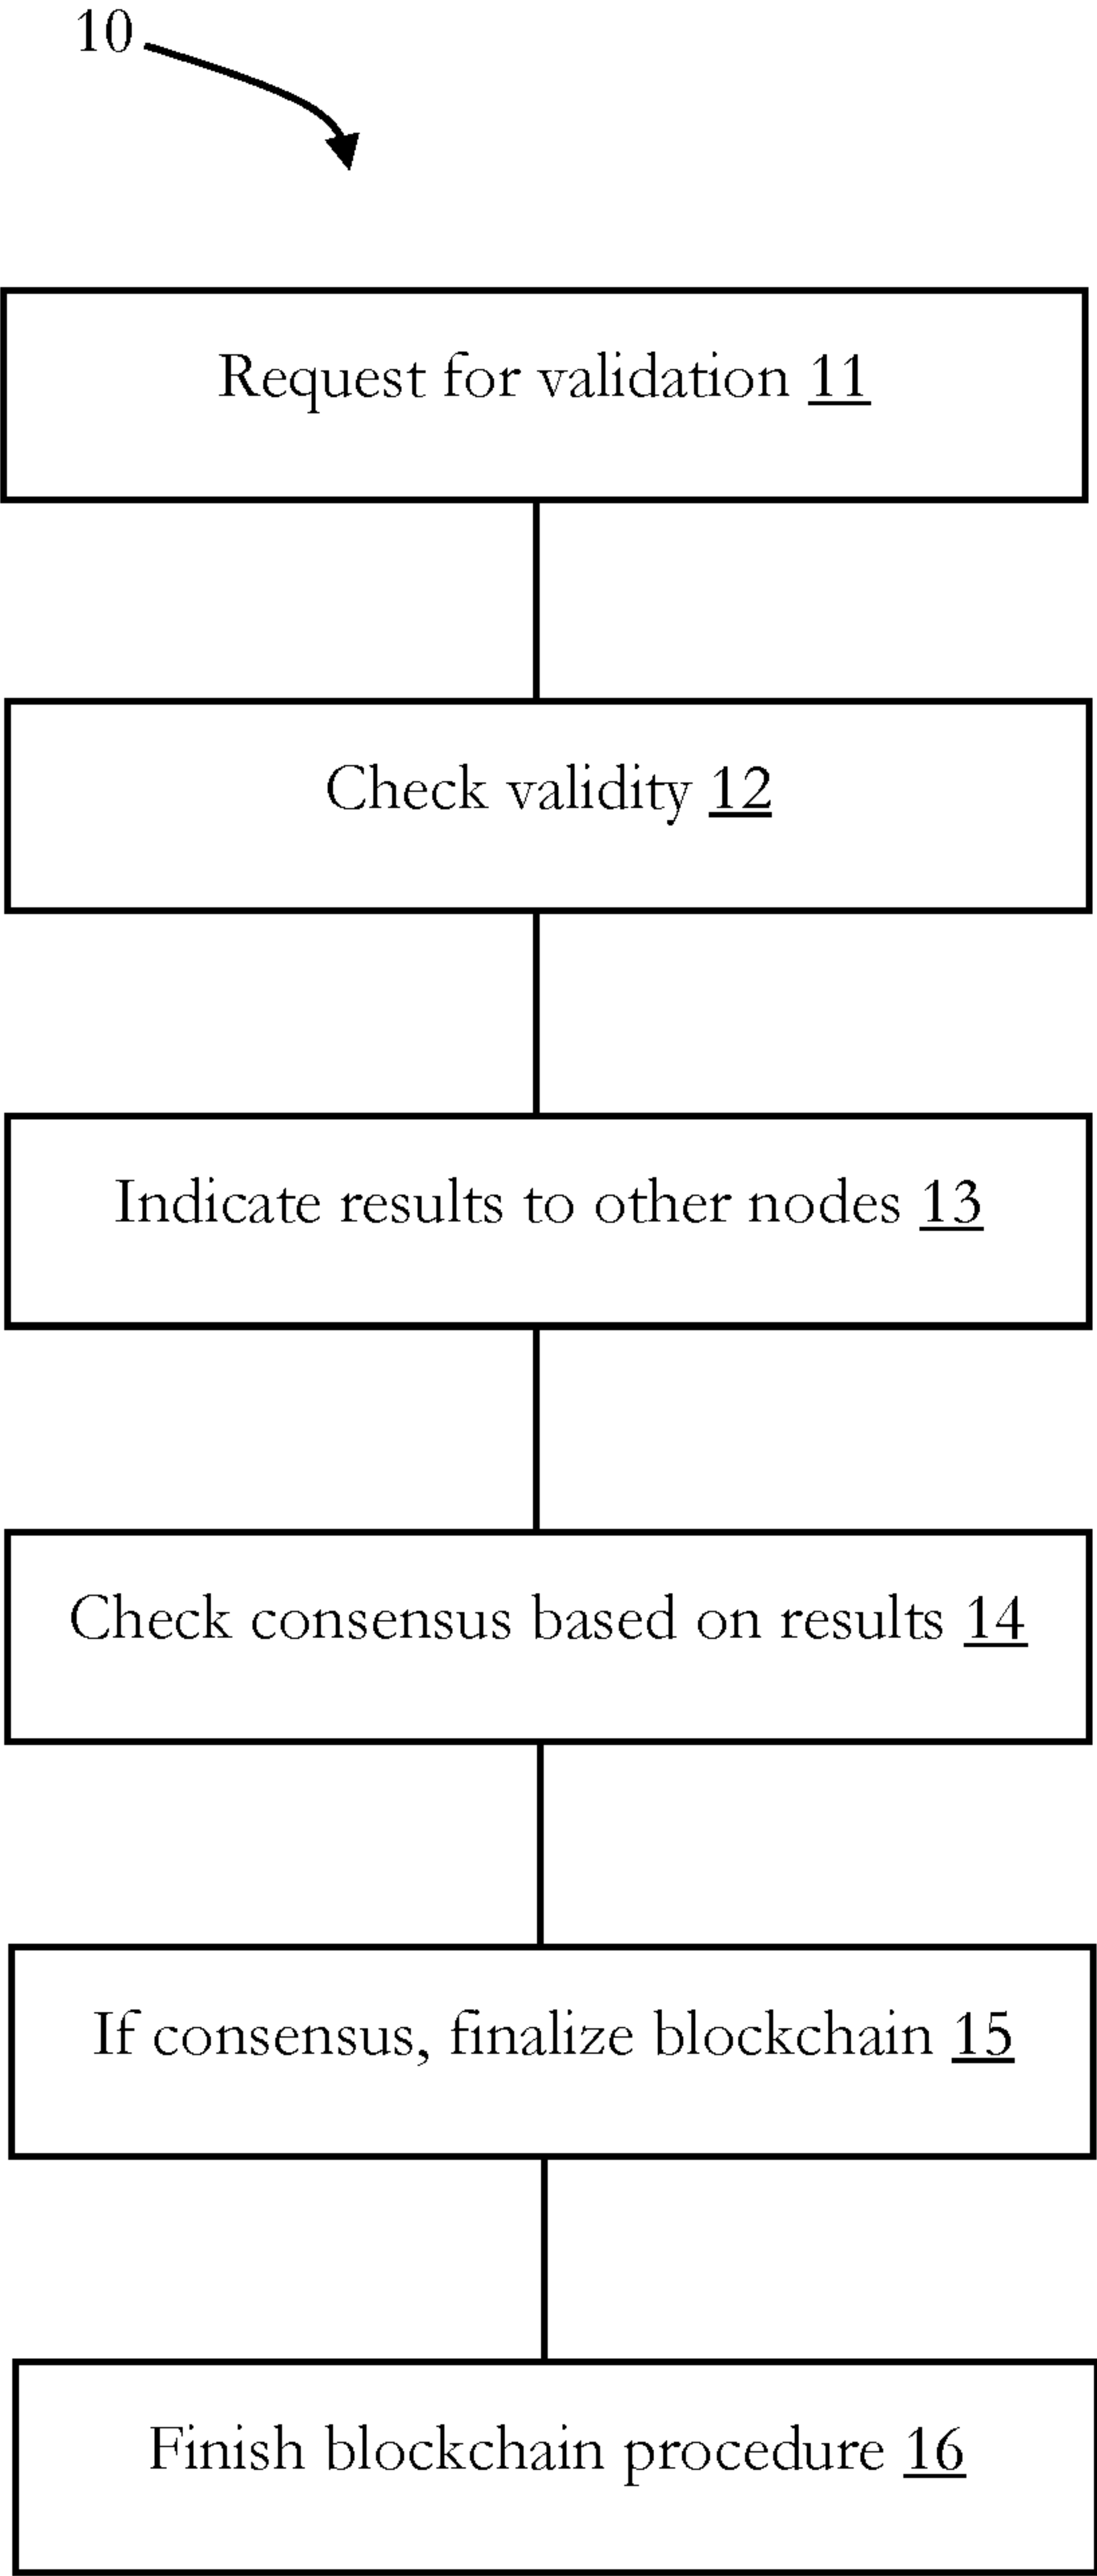 10
Request for validation 11
Check validity 12
Indicate results to other nodes 13
Check consensus based on results 14
If consensus, finalize blockchain 15
Finish blockchain procedure 16